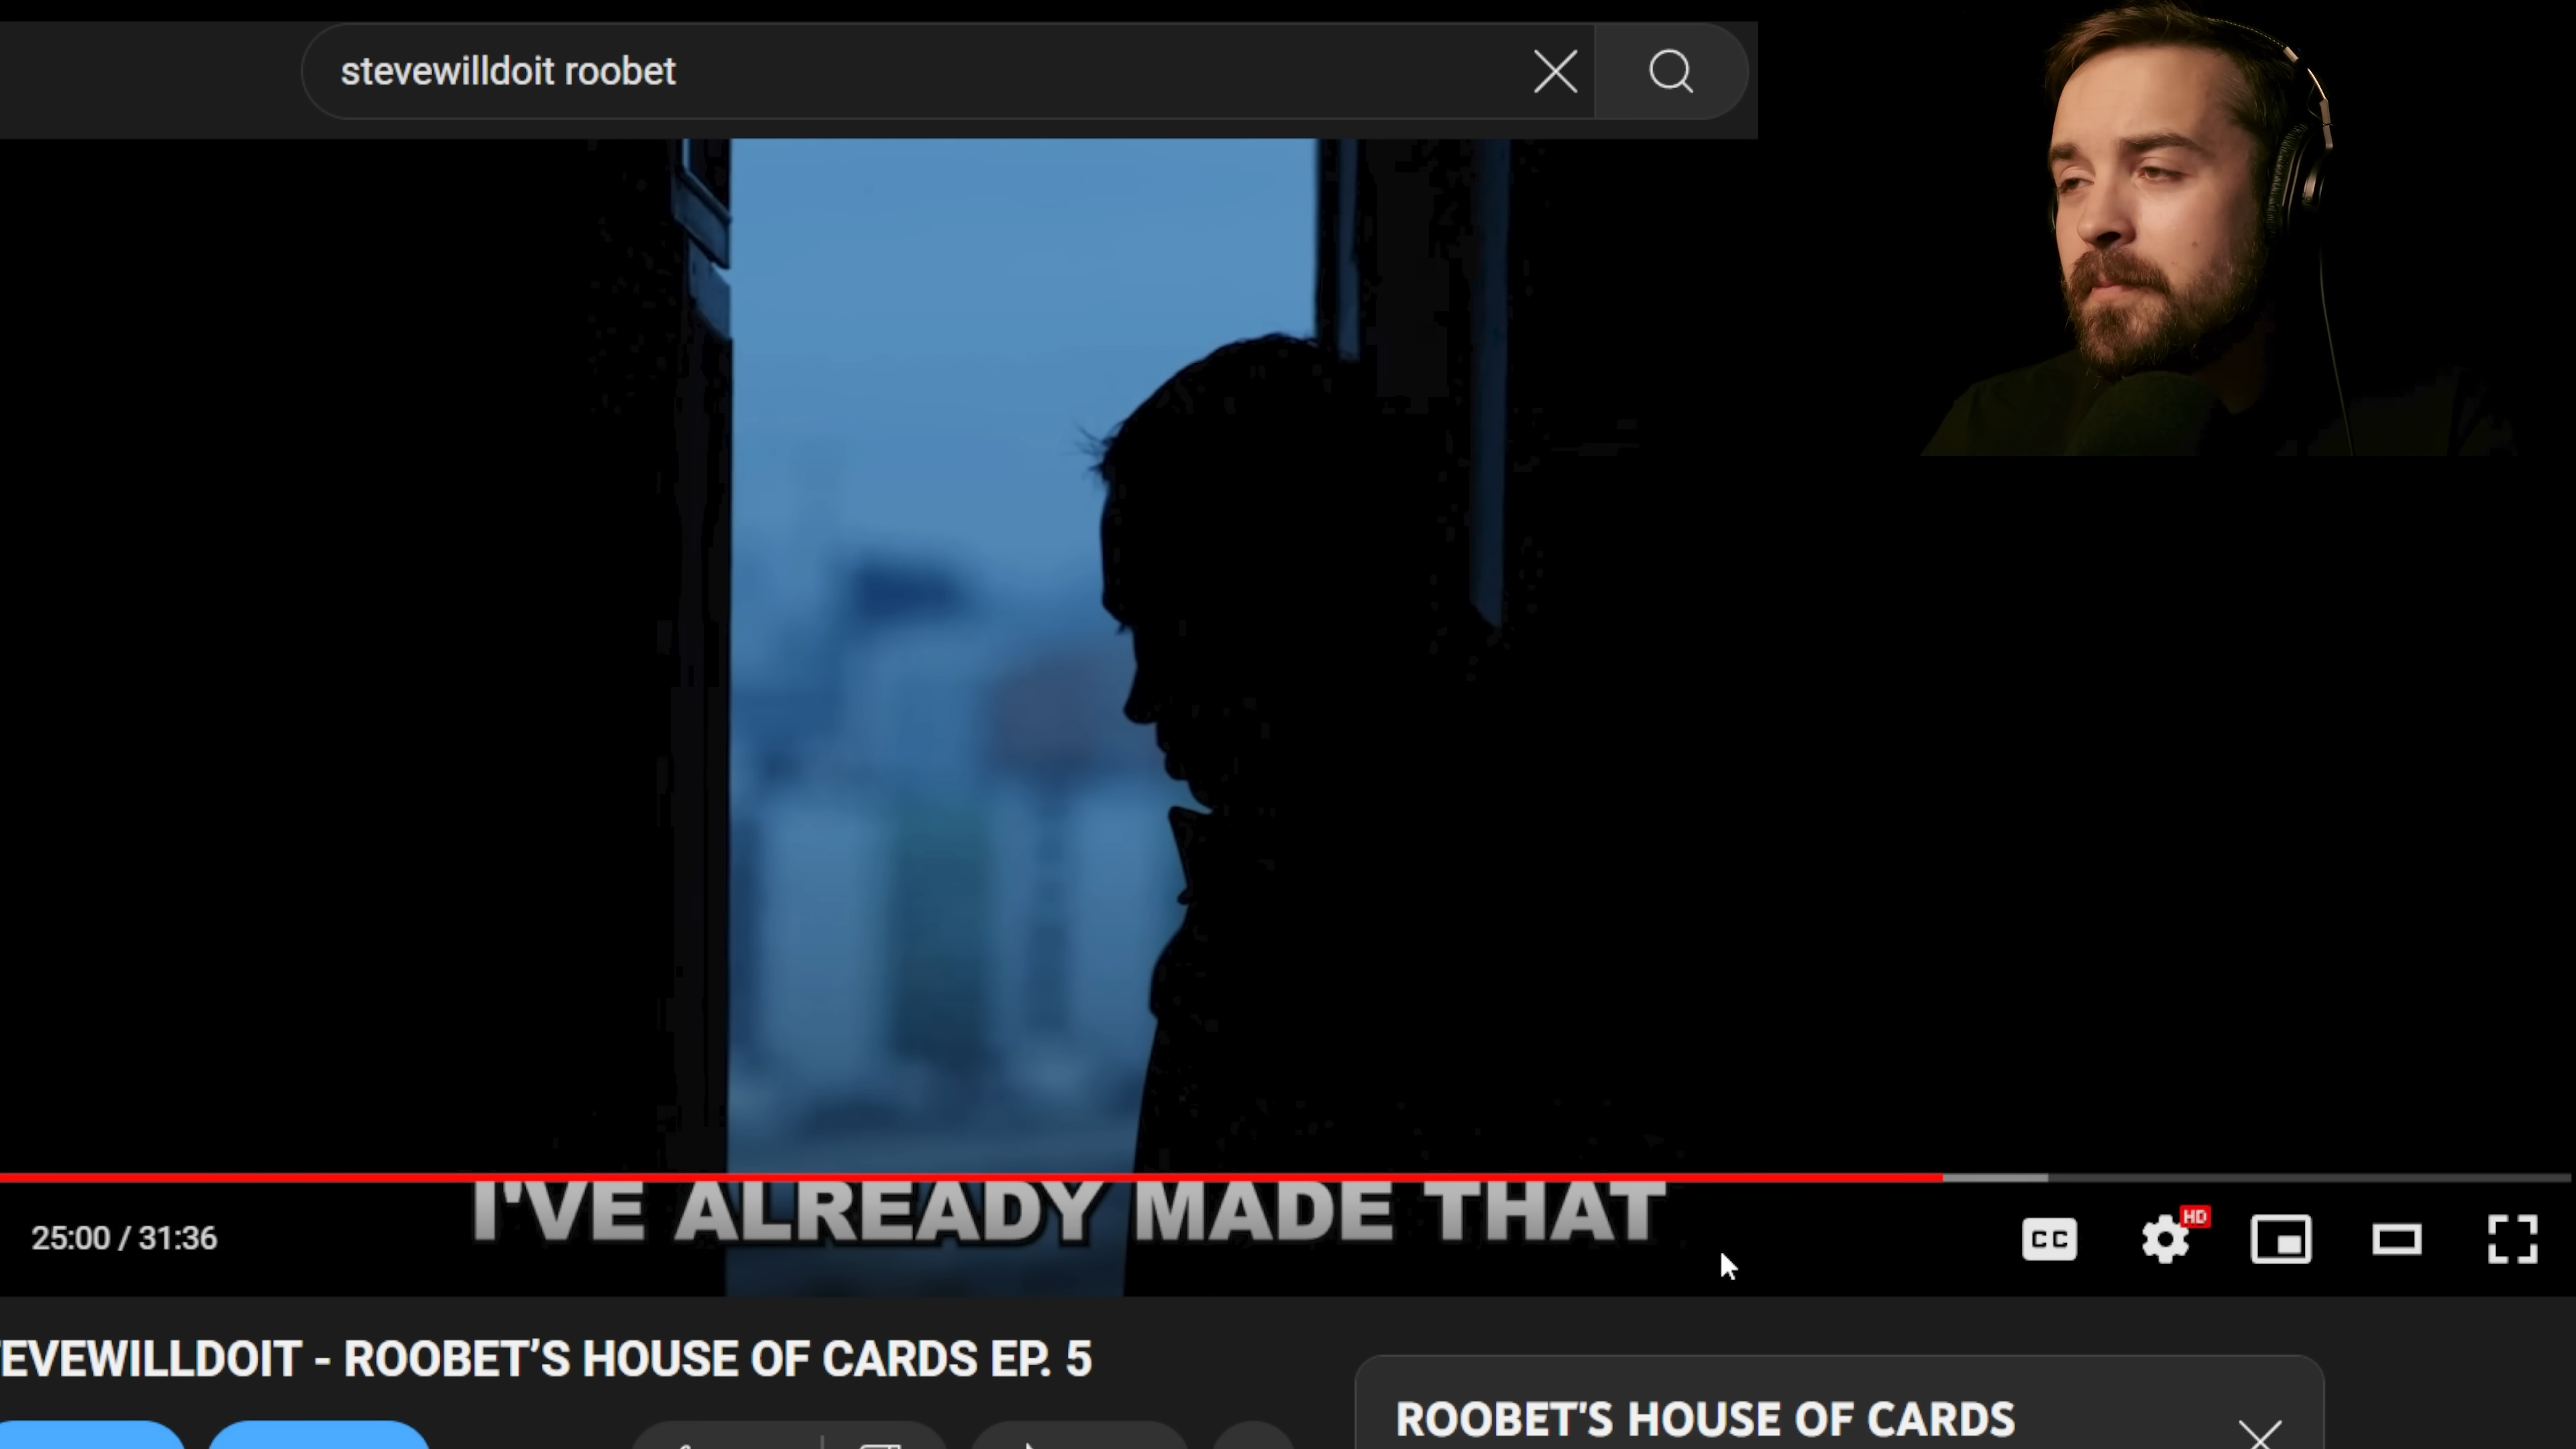 stevewilldoit roobet
I'VE ALREADY MADE THAT
25:00 / 31:36
CC
HD
EVEWILLDOIT - ROOBET’S HOUSE OF CARDS EP. 5
ROOBET'S HOUSE OF CARDS